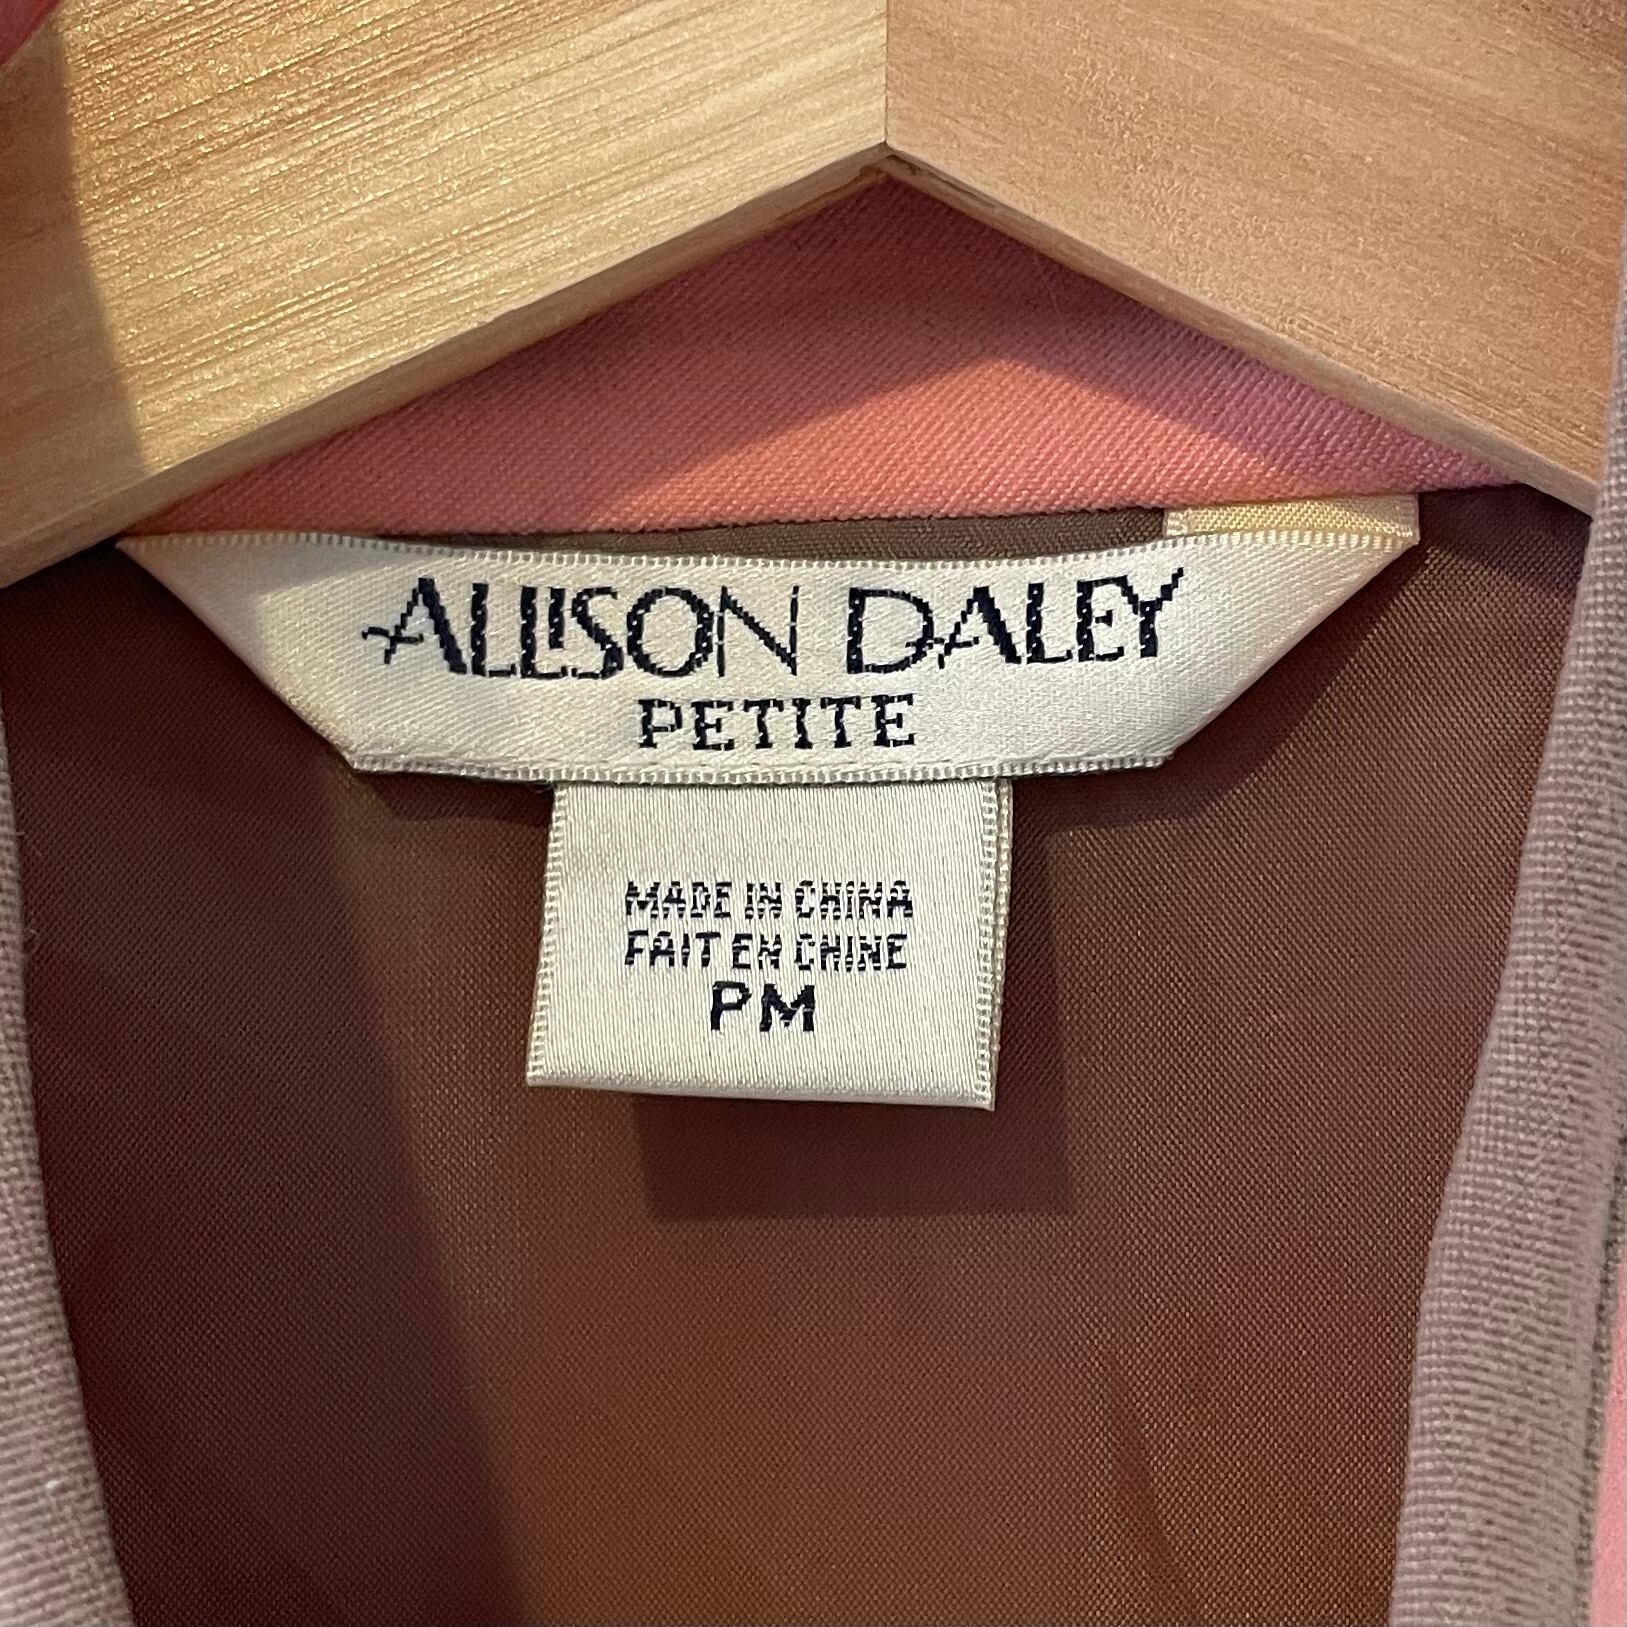 ALLISON DALEY
PETITE
MADE IN CHINA
FAIT EN CHINE
PM